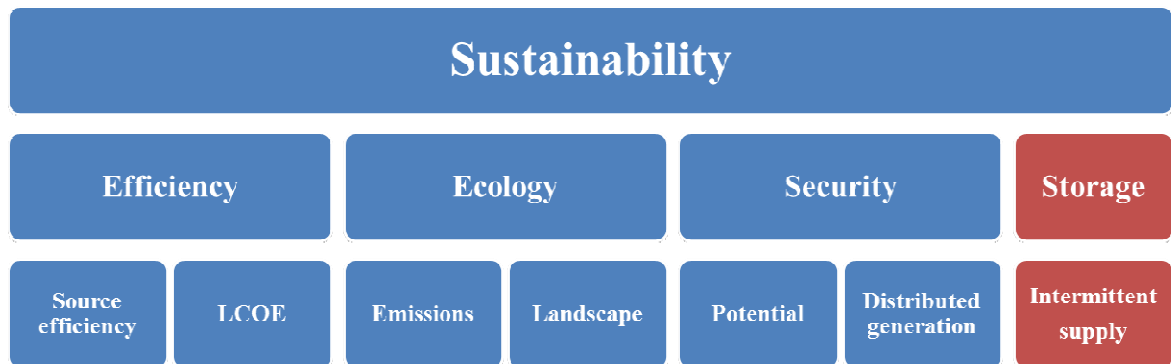 Sustainability
Efficiency
Ecology
Security
Storage
Source
efficiency
LCOE
Emissions
Landscape
Potential
Distributed
generation
Intermittent
supply